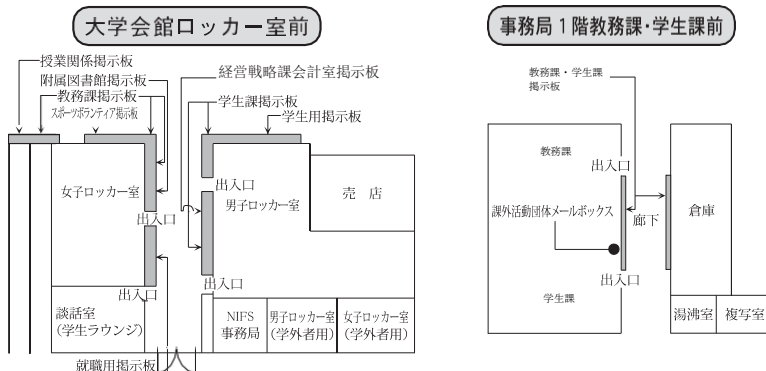 大学会館ロッカー室前
授業関係掲示板
附属図書館掲示板
教務課掲示板
スポーツボランティア掲示板
経営戦略課会計室掲示板
学生課掲示板
学生用掲示板
女子ロッカー室
出入口
出入口
男子ロッカー室
売 店
出入口
出入口
談話室
(学生ラウンジ)
NIFS
事務局
男子ロッカー室
(学外者用)
女子ロッカー室
(学外者用)
就職用掲示板
事務局1階教務課・学生課前
教務課・学生課
掲示板
教務課
出入口
課外活動団体メールボックス
廊下
倉庫
出入口
学生課
湯沸室
複写室